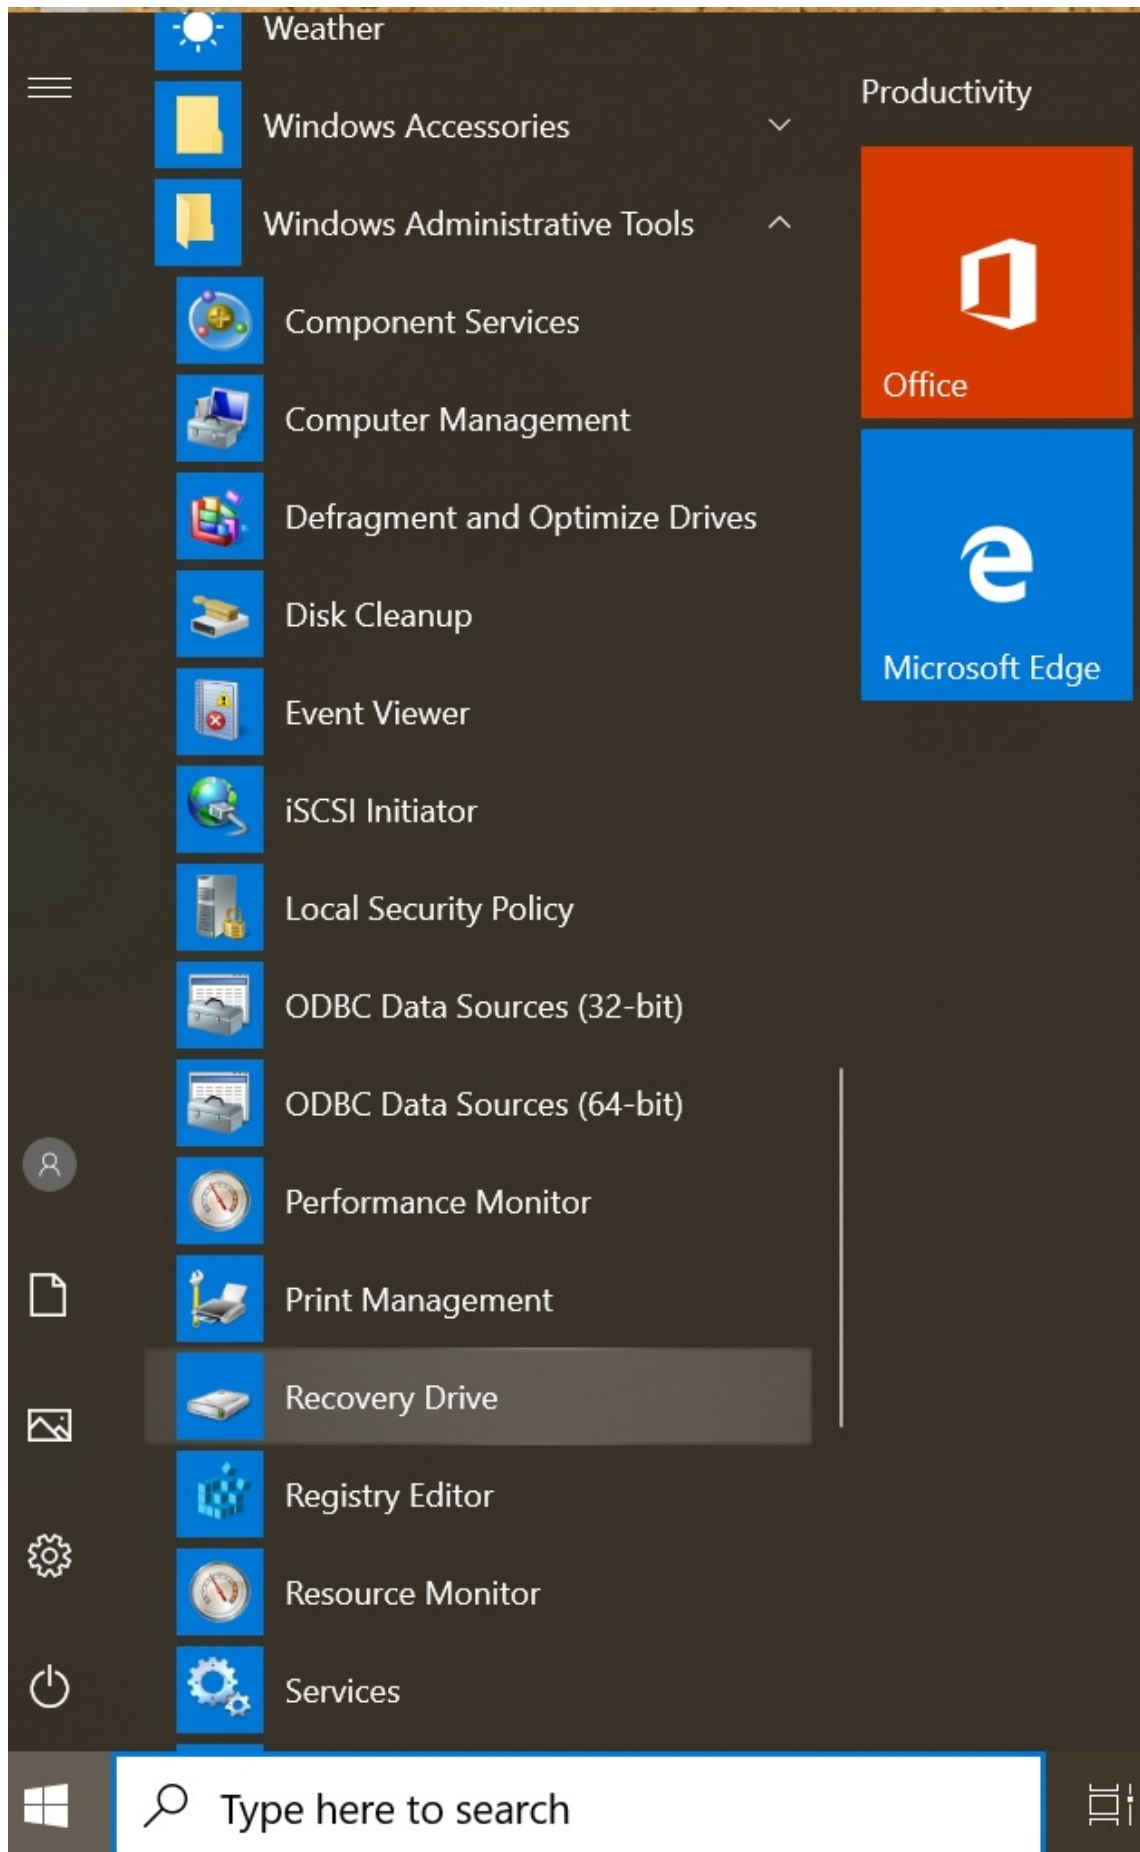 Weather
Windows Accessories
Windows Administrative Tools
Component Services
Computer Management
Defragment and Optimize Drives
Disk Cleanup
Event Viewer
iSCSI Initiator
Local Security Policy
ODBC Data Sources (32-bit)
ODBC Data Sources (64-bit)
Performance Monitor
Print Management
Recovery Drive
Registry Editor
Resource Monitor
Services
Productivity
Office
Microsoft Edge
Type here to search